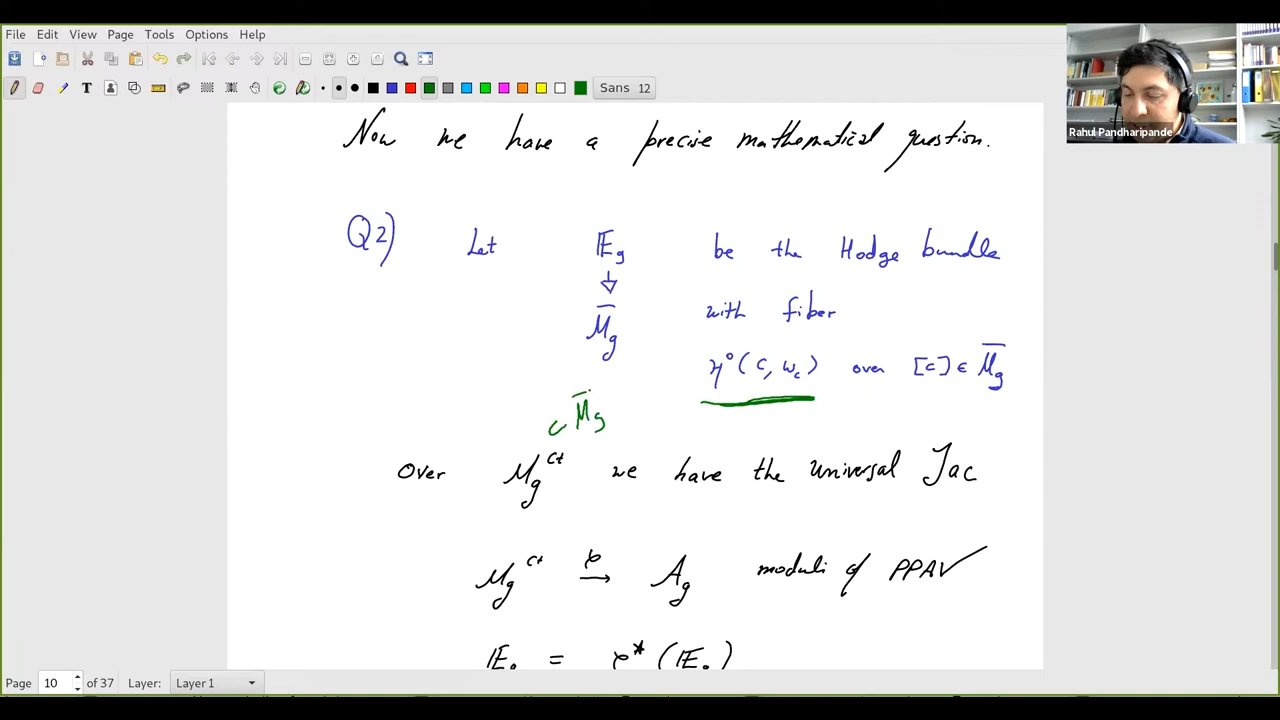 File Edit View Page Tools Options Help
Sans 12
Rahul Pandharipande
Now we have a precise mathematical question.
Q2) Let 𝔼g be the Hodge bundle
↓
M̄g with fiber
H⁰(C, ωc) over [C] ∈ M̄g
⊂ M̄g
Over Mg^ct we have the universal Jac
Mg^ct → Ag moduli of PPAV
Page 10 of 37 Layer: Layer 1